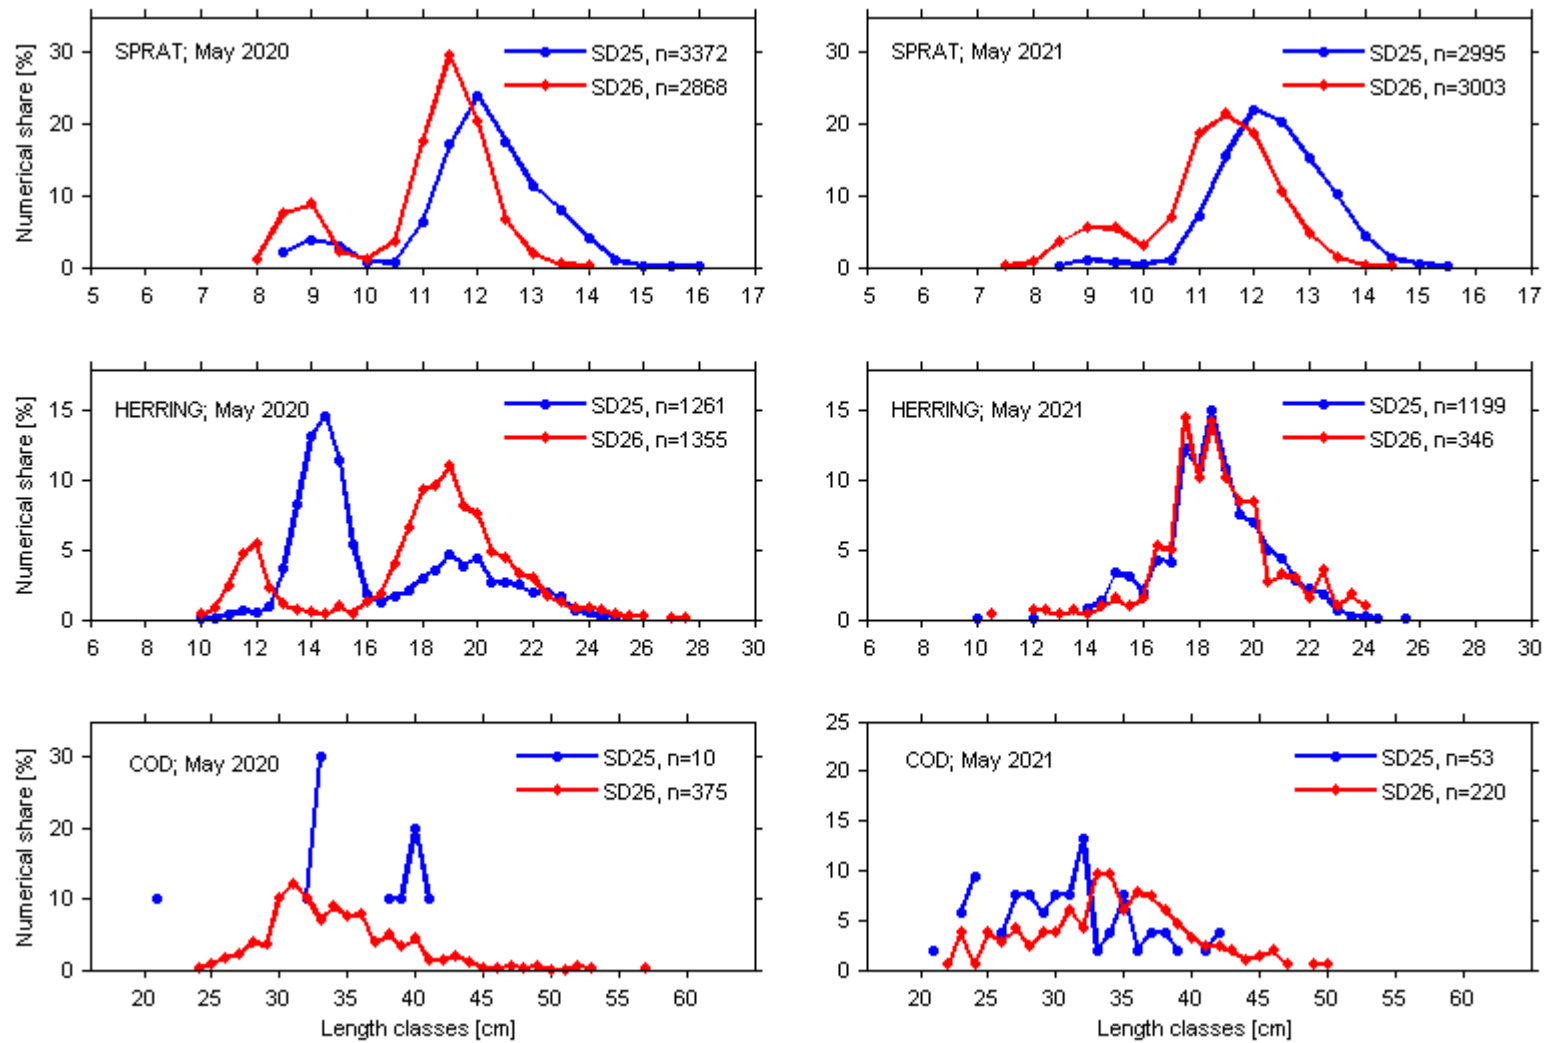 SPRAT; May 2020
SD25, n=3372
SD26, n=2868
Numerical share [%]
30
20
10
0
5 6 7 8 9 10 11 12 13 14 15 16 17
SPRAT; May 2021
SD25, n=2995
SD26, n=3003
30
20
10
0
5 6 7 8 9 10 11 12 13 14 15 16 17
HERRING; May 2020
SD25, n=1261
SD26, n=1355
Numerical share [%]
15
10
5
0
6 8 10 12 14 16 18 20 22 24 26 28 30
HERRING; May 2021
SD25, n=1199
SD26, n=346
15
10
5
0
6 8 10 12 14 16 18 20 22 24 26 28 30
COD; May 2020
SD25, n=10
SD26, n=375
Numerical share [%]
30
20
10
0
20 25 30 35 40 45 50 55 60
Length classes [cm]
COD; May 2021
SD25, n=53
SD26, n=220
25
20
15
10
5
0
20 25 30 35 40 45 50 55 60
Length classes [cm]